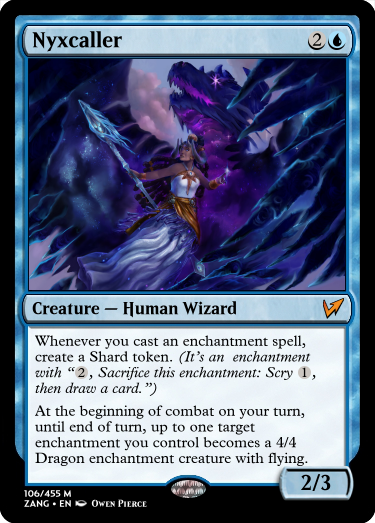 Nyxcaller 2
Creature — Human Wizard
Whenever you cast an enchantment spell,
create a Shard token. (It's an enchantment
with “2, Sacrifice this enchantment: Scry 1,
then draw a card.”)
At the beginning of combat on your turn,
until end of turn, up to one target
enchantment you control becomes a 4/4
Dragon enchantment creature with flying.
2/3
106/455 M
ZANG • EN Owen Pierce